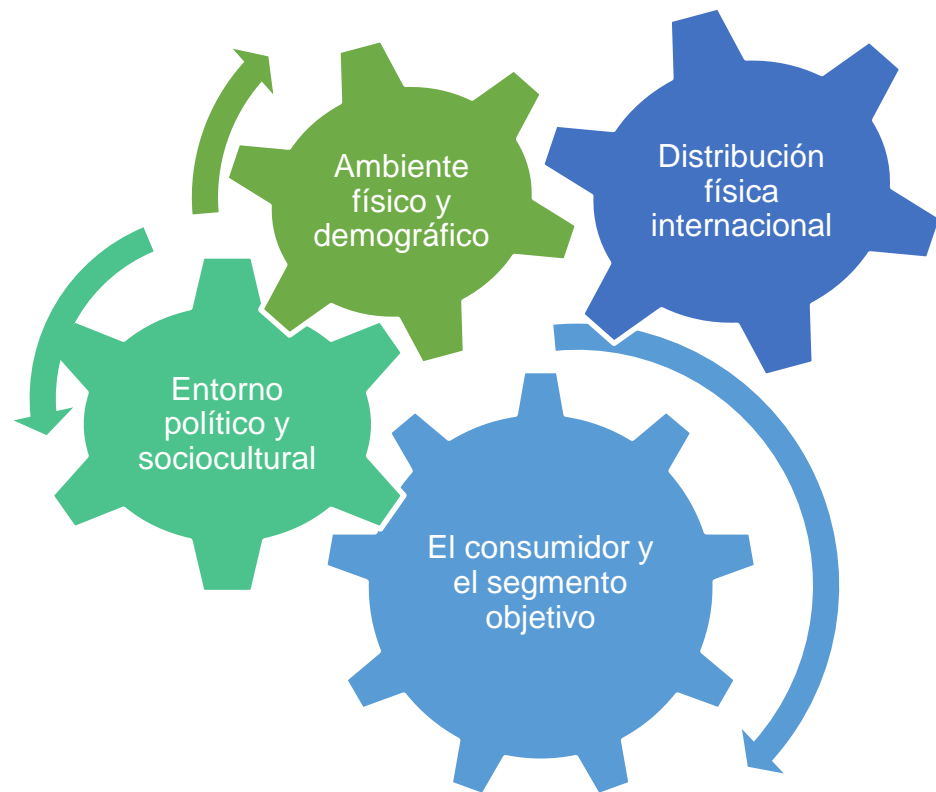 Ambiente
físico y
demográfico
Distribución
física
internacional
Entorno
político y
sociocultural
El consumidor y
el segmento
objetivo